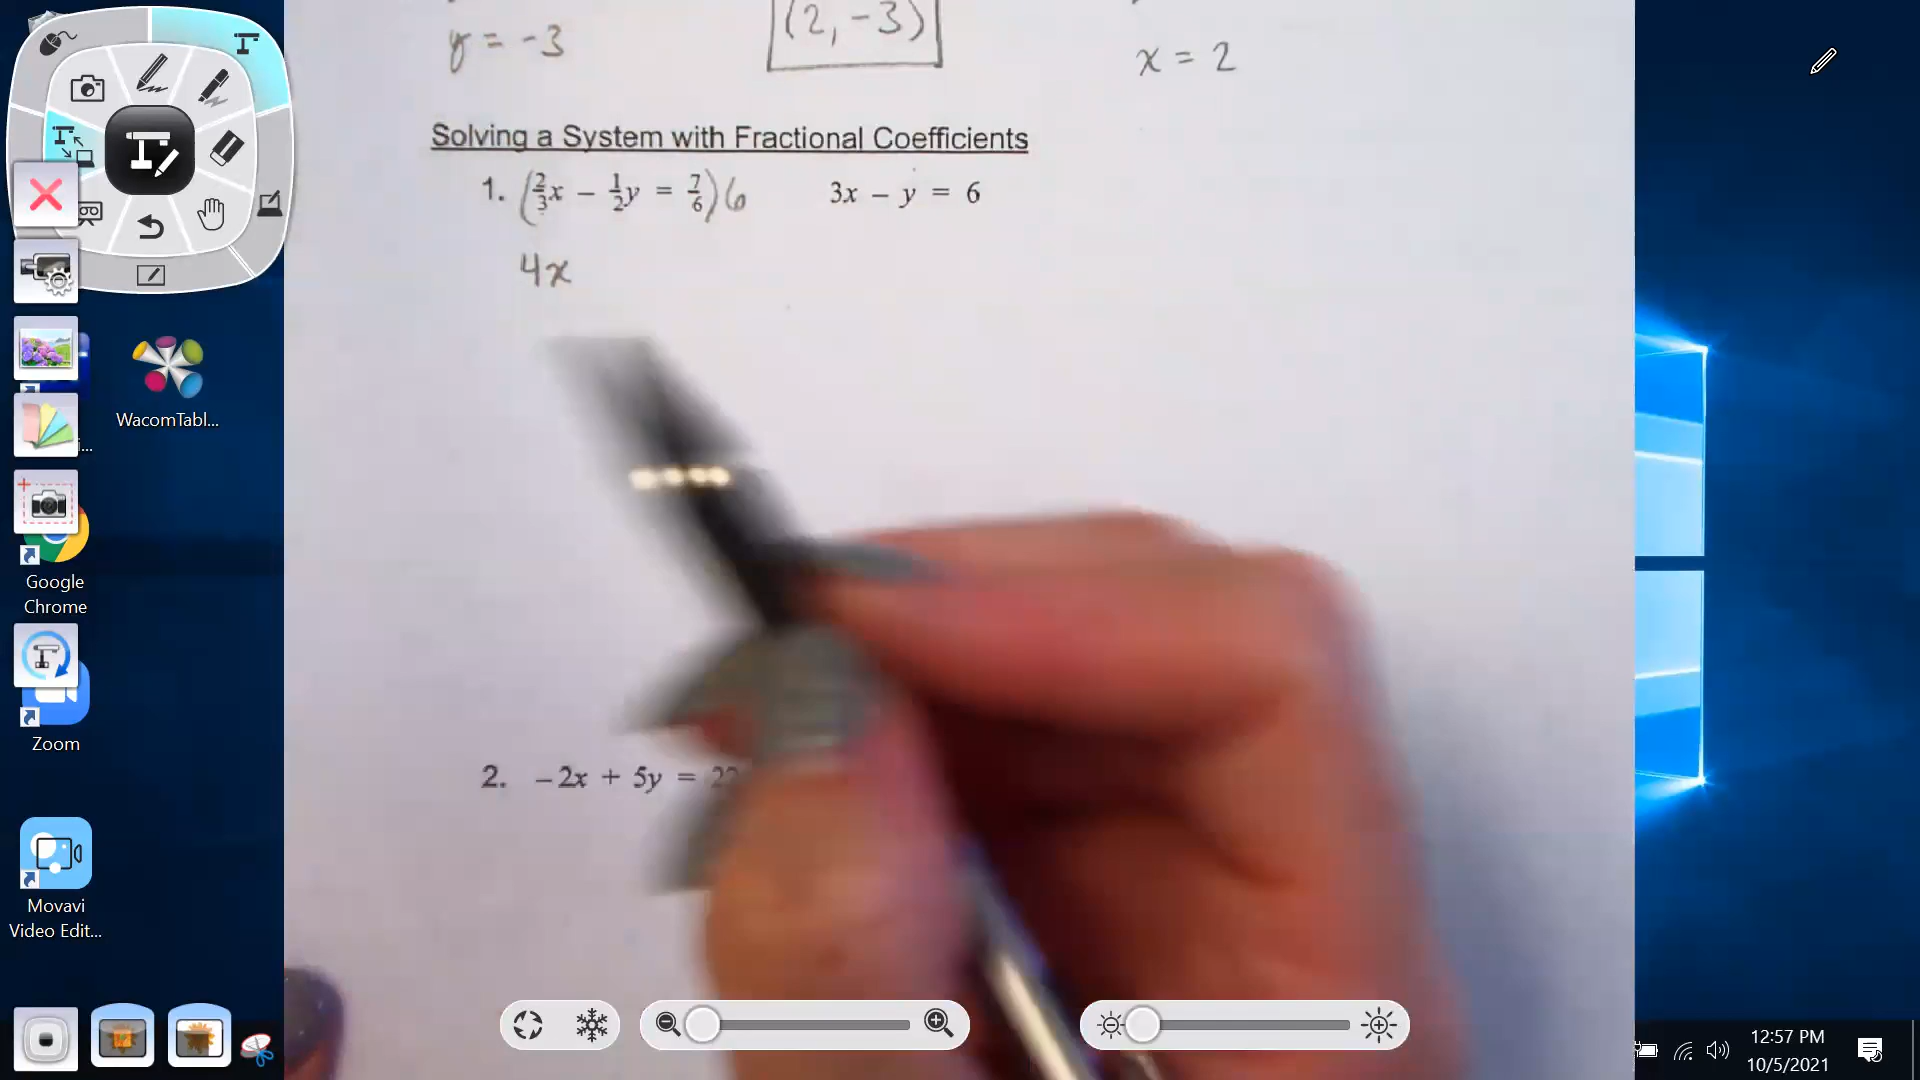 y = -3
(2, -3)
x = 2
Solving a System with Fractional Coefficients
1. (2/3x - 1/2y = 7/6)6
3x - y = 6
4x
2. -2x + 5y = 22
WacomTabl...
Google
Chrome
Zoom
Movavi
Video Edit...
12:57 PM
10/5/2021